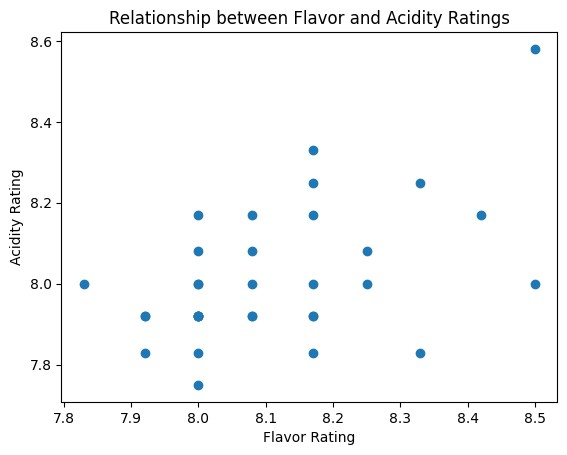 Relationship between Flavor and Acidity Ratings
8.6
8.4
8.2
8.0
7.8
Acidity Rating
7.8 7.9 8.0 8.1 8.2 8.3 8.4 8.5
Flavor Rating